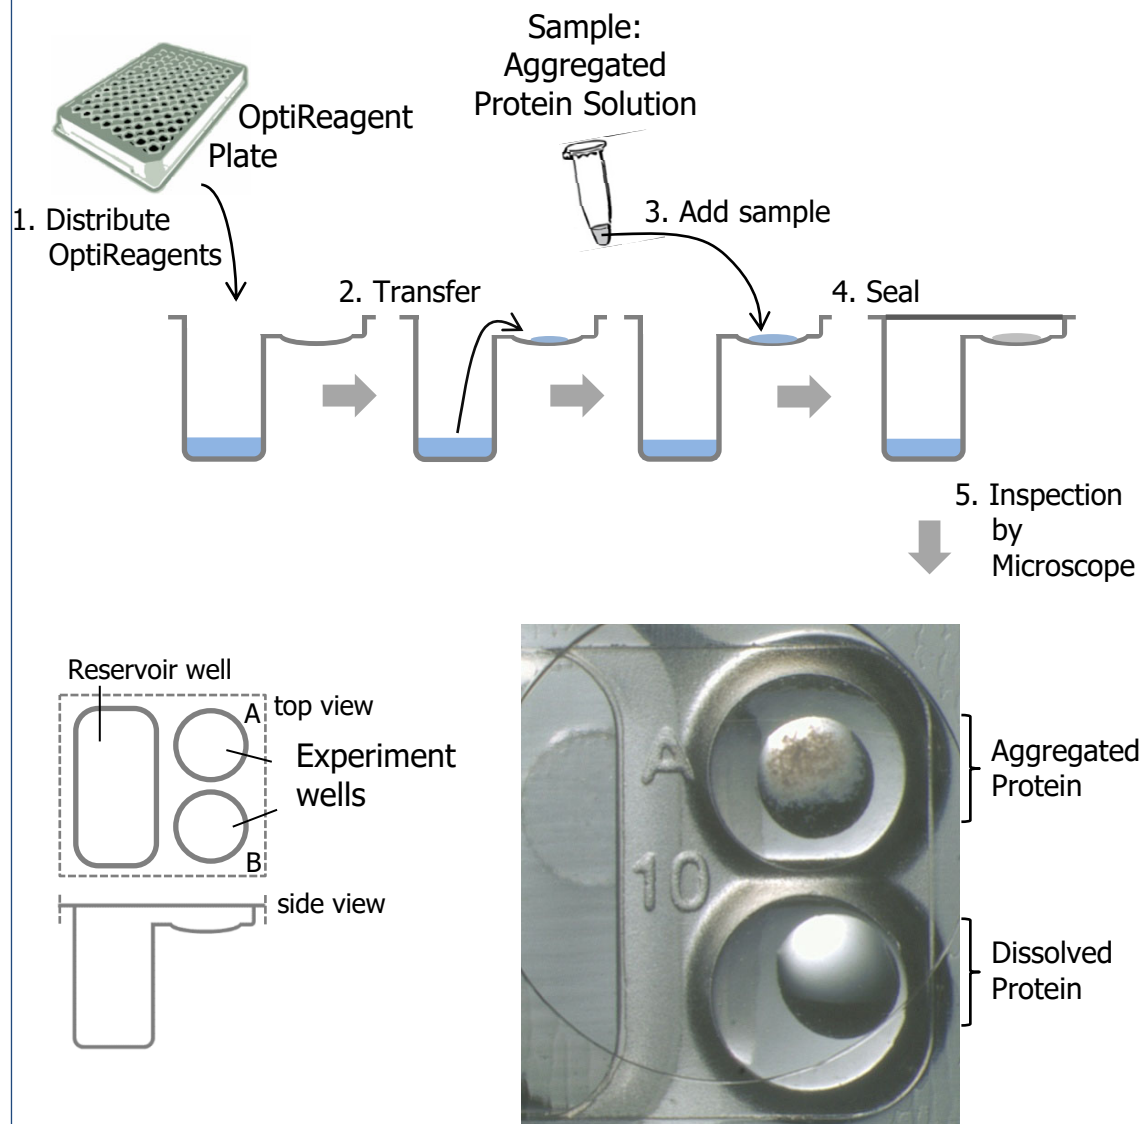 Sample:
Aggregated
Protein Solution
OptiReagent
Plate
1. Distribute
OptiReagents
3. Add sample
2. Transfer
4. Seal
5. Inspection
by
Microscope
Reservoir well
A
top view
Experiment
wells
B
side view
A
10
Aggregated
Protein
Dissolved
Protein